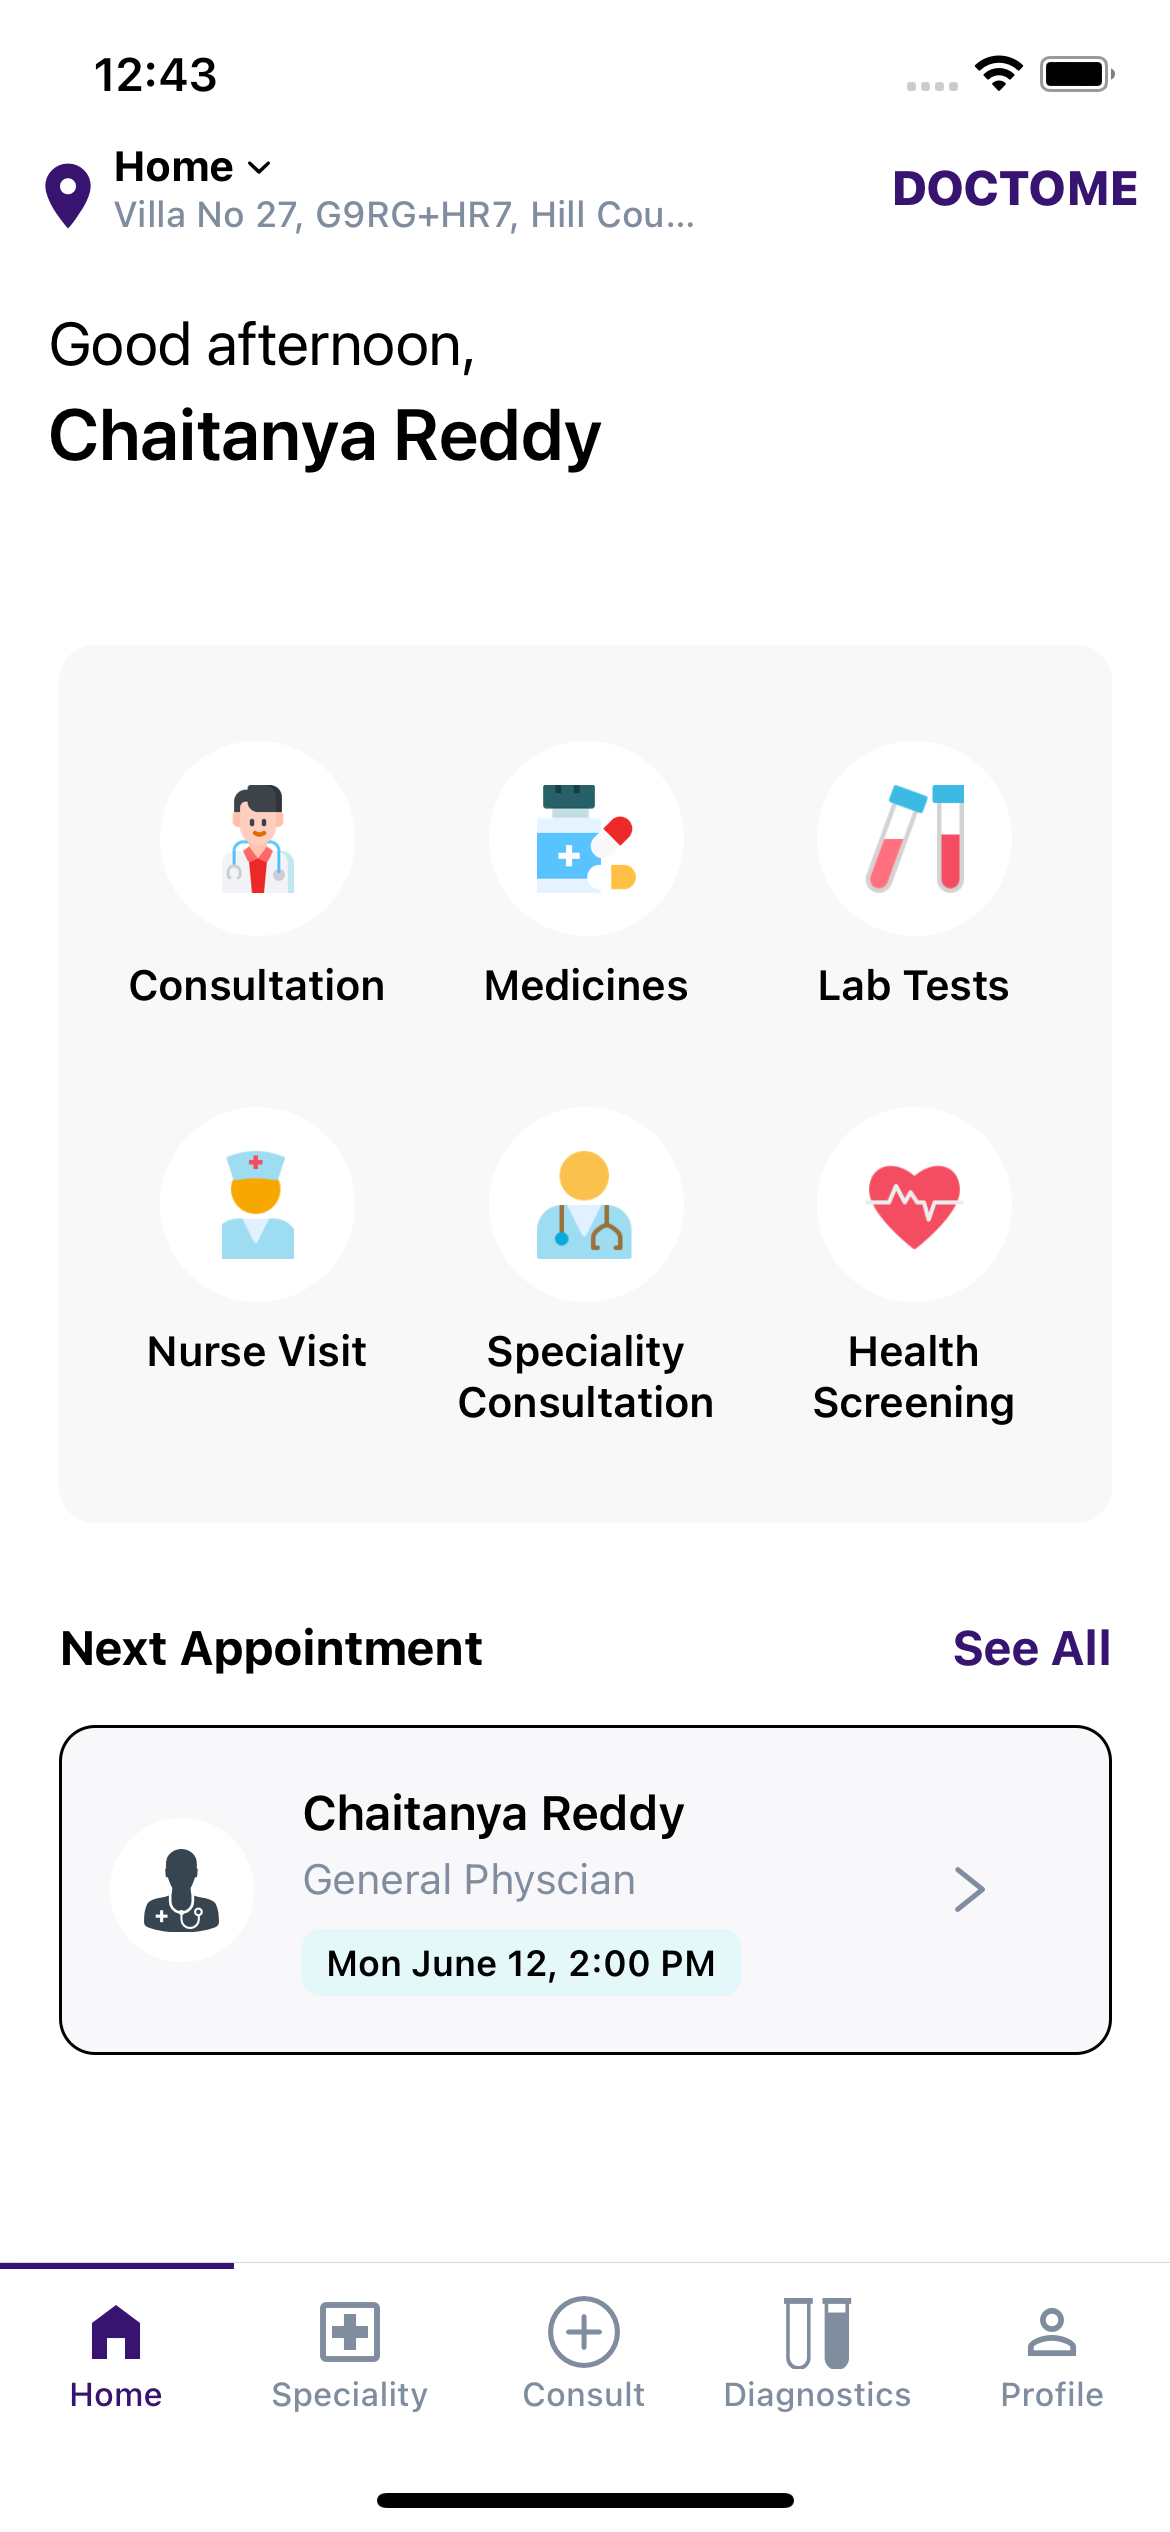 12:43
Home
DOCTOME
Villa No 27, G9RG+HR7, Hill Cou...
Good afternoon,
Chaitanya Reddy
Consultation
Medicines
Lab Tests
Nurse Visit
Speciality
Consultation
Health
Screening
Next Appointment
See All
Chaitanya Reddy
General Physcian
Mon June 12, 2:00 PM
Home
Speciality
Consult
Diagnostics
Profile